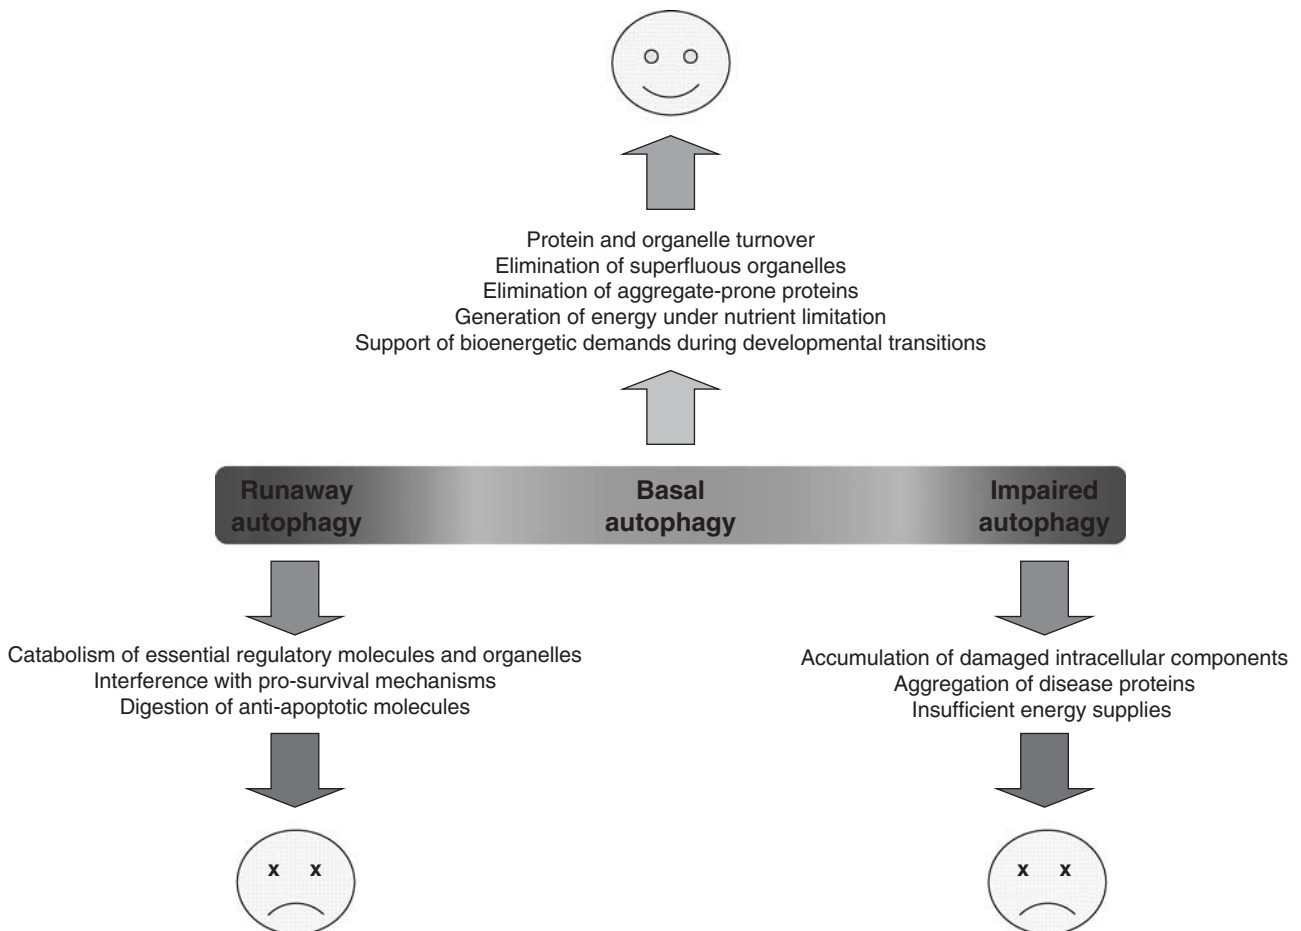 Protein and organelle turnover
Elimination of superfluous organelles
Elimination of aggregate-prone proteins
Generation of energy under nutrient limitation
Support of bioenergetic demands during developmental transitions
Runaway
autophagy
Basal
autophagy
Impaired
autophagy
Catabolism of essential regulatory molecules and organelles
Interference with pro-survival mechanisms
Digestion of anti-apoptotic molecules
Accumulation of damaged intracellular components
Aggregation of disease proteins
Insufficient energy supplies
x x
x x